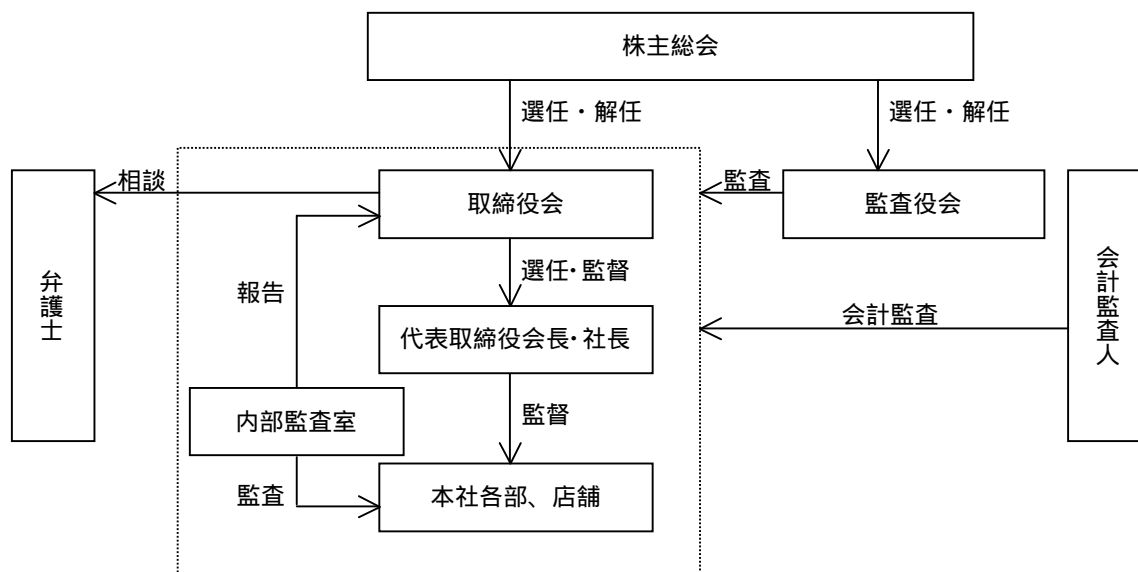 株主総会
選任・解任
選任・解任
相談
取締役会
監査
監査役会
弁護士
会計監査人
選任・監督
報告
代表取締役会長・社長
会計監査
内部監査室
監督
監査
本社各部、店舗